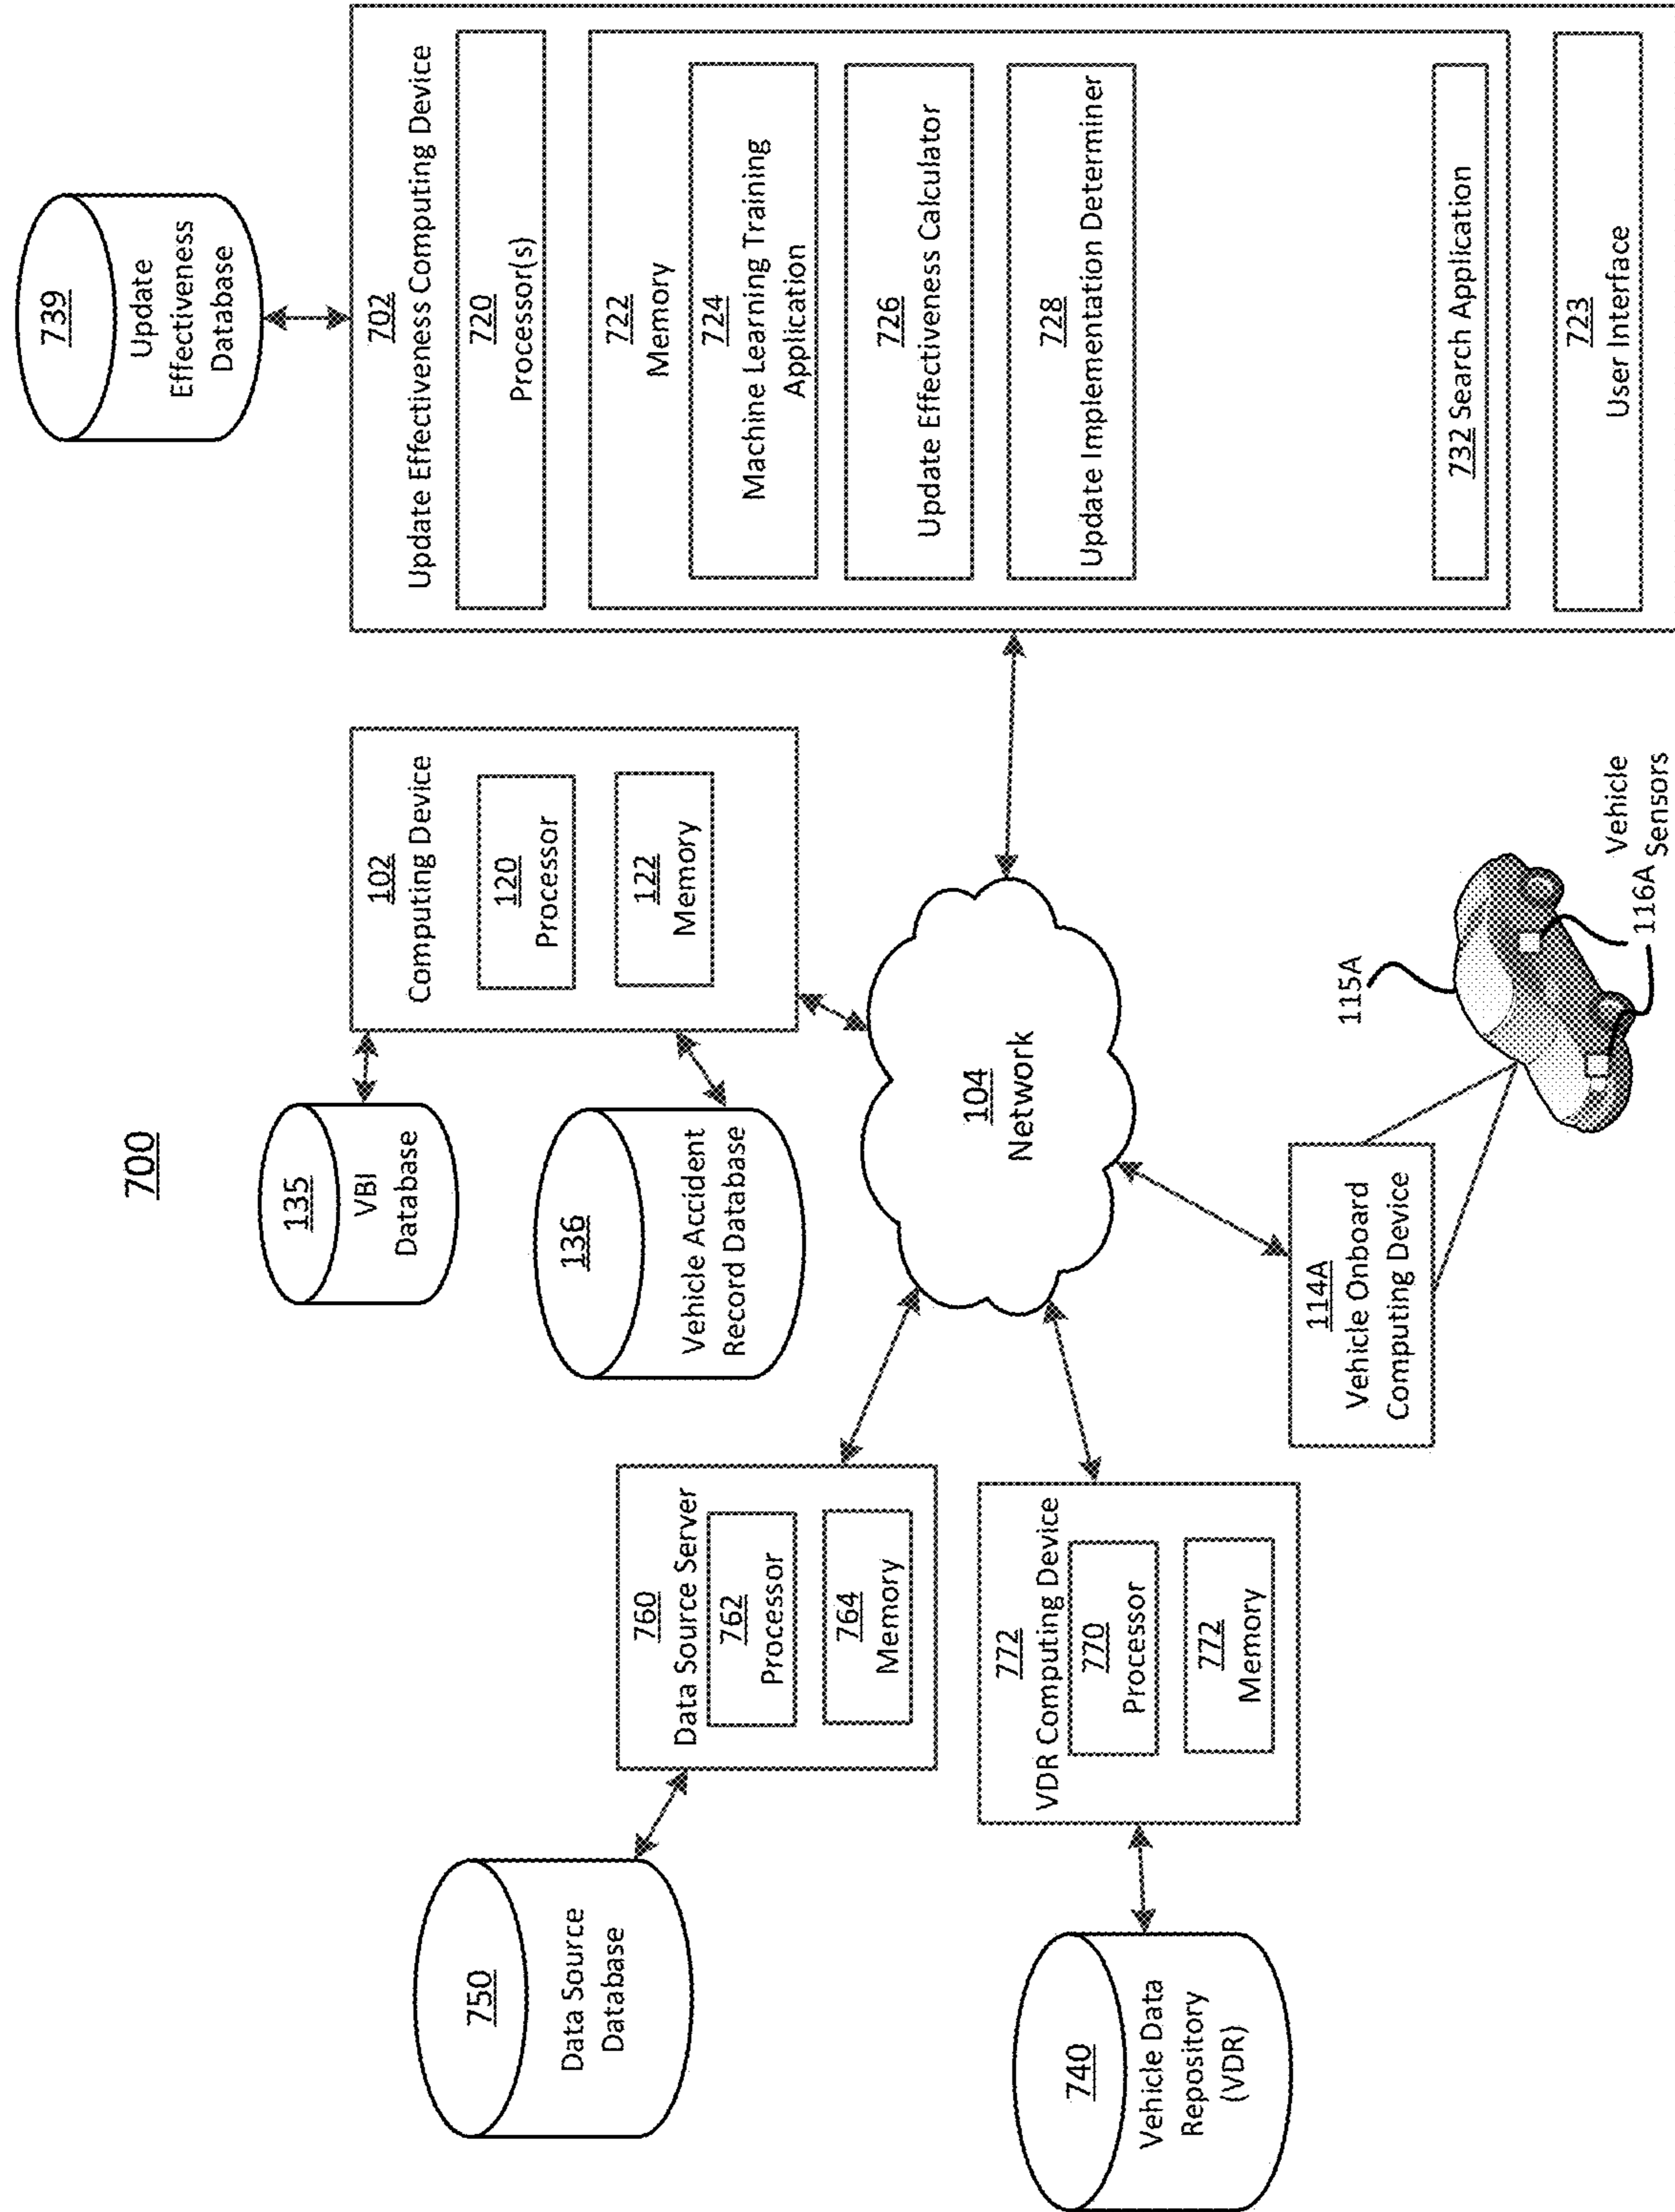 700
739
Update
Effectiveness
Database
135
VBI
Database
136
Vehicle Accident
Record Database
102
Computing Device
120
Processor
122
Memory
702
Update Effectiveness Computing Device
720
Processor(s)
722
Memory
724
Machine Learning Training
Application
726
Update Effectiveness Calculator
728
Update Implementation Determiner
732 Search Application
723
User Interface
750
Data Source
Database
760
Data Source Server
762
Processor
764
Memory
104
Network
740
Vehicle Data
Repository
(VDR)
772
VDR Computing Device
770
Processor
772
Memory
114A
Vehicle Onboard
Computing Device
115A
Vehicle
116A Sensors